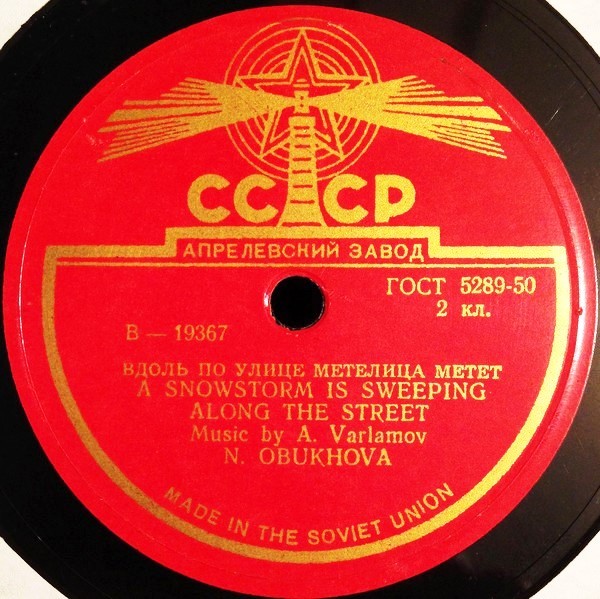 СССР
АПРЕЛЕВСКИЙ ЗАВОД
ГОСТ 5289-50
2 кл.
В — 19367
ВДОЛЬ ПО УЛИЦЕ МЕТЕЛИЦА МЕТЕТ
A SNOWSTORM IS SWEEPING
ALONG THE STREET
Music by A. Varlamov
N. OBUKHOVA
MADE IN THE SOVIET UNION